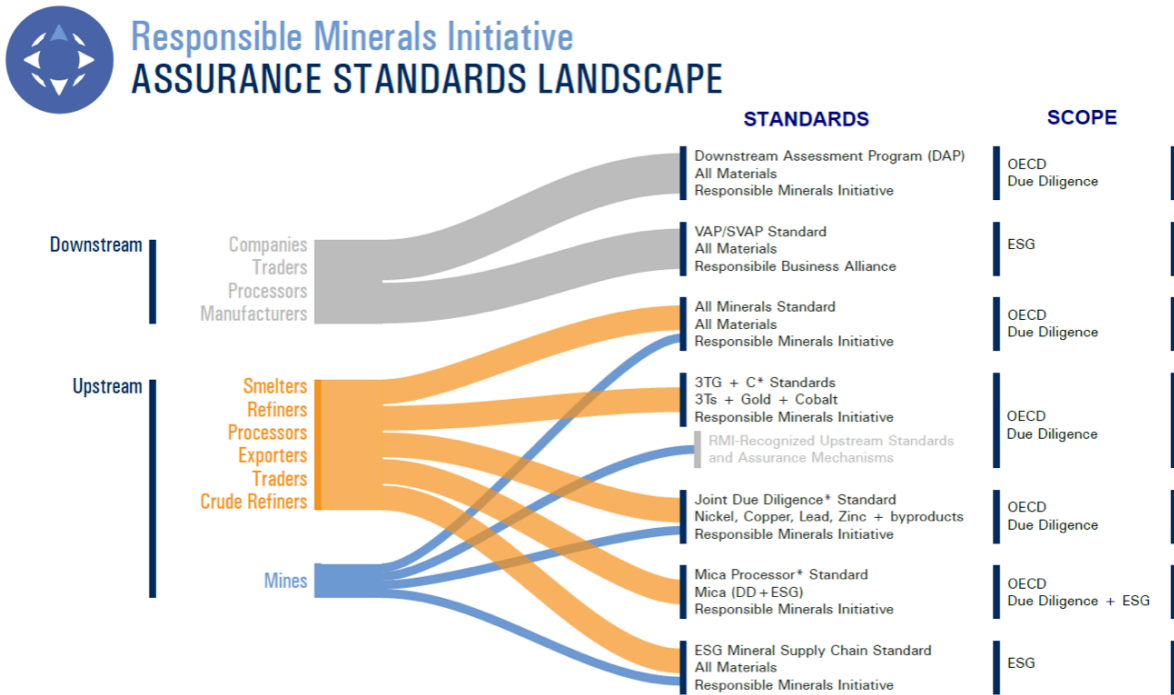 Responsible Minerals Initiative
ASSURANCE STANDARDS LANDSCAPE
STANDARDS
SCOPE
Downstream
Companies
Traders
Processors
Manufacturers
Upstream
Smelters
Refiners
Processors
Exporters
Traders
Crude Refiners
Mines
Downstream Assessment Program (DAP)
All Materials
Responsible Minerals Initiative
OECD
Due Diligence
VAP/SVAP Standard
All Materials
Responsibile Business Alliance
ESG
All Minerals Standard
All Materials
Responsible Minerals Initiative
OECD
Due Diligence
3TG + C* Standards
3Ts + Gold + Cobalt
Responsible Minerals Initiative
RMI-Recognized Upstream Standards
and Assurance Mechanisms
OECD
Due Diligence
Joint Due Diligence* Standard
Nickel, Copper, Lead, Zinc + byproducts
Responsible Minerals Initiative
OECD
Due Diligence
Mica Processor* Standard
Mica (DD+ESG)
Responsible Minerals Initiative
OECD
Due Diligence + ESG
ESG Mineral Supply Chain Standard
All Materials
Responsible Minerals Initiative
ESG